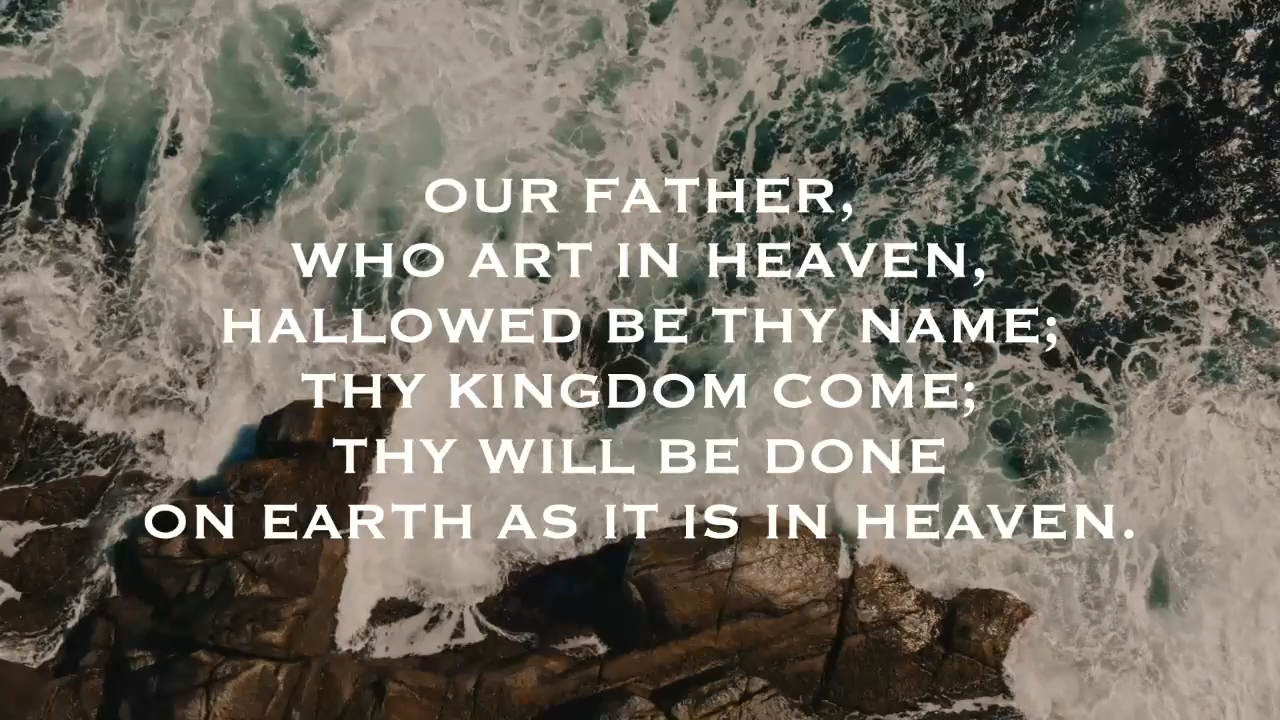 OUR FATHER,
WHO ART IN HEAVEN,
HALLOWED BE THY NAME;
THY KINGDOM COME;
THY WILL BE DONE
ON EARTH AS IT IS IN HEAVEN.